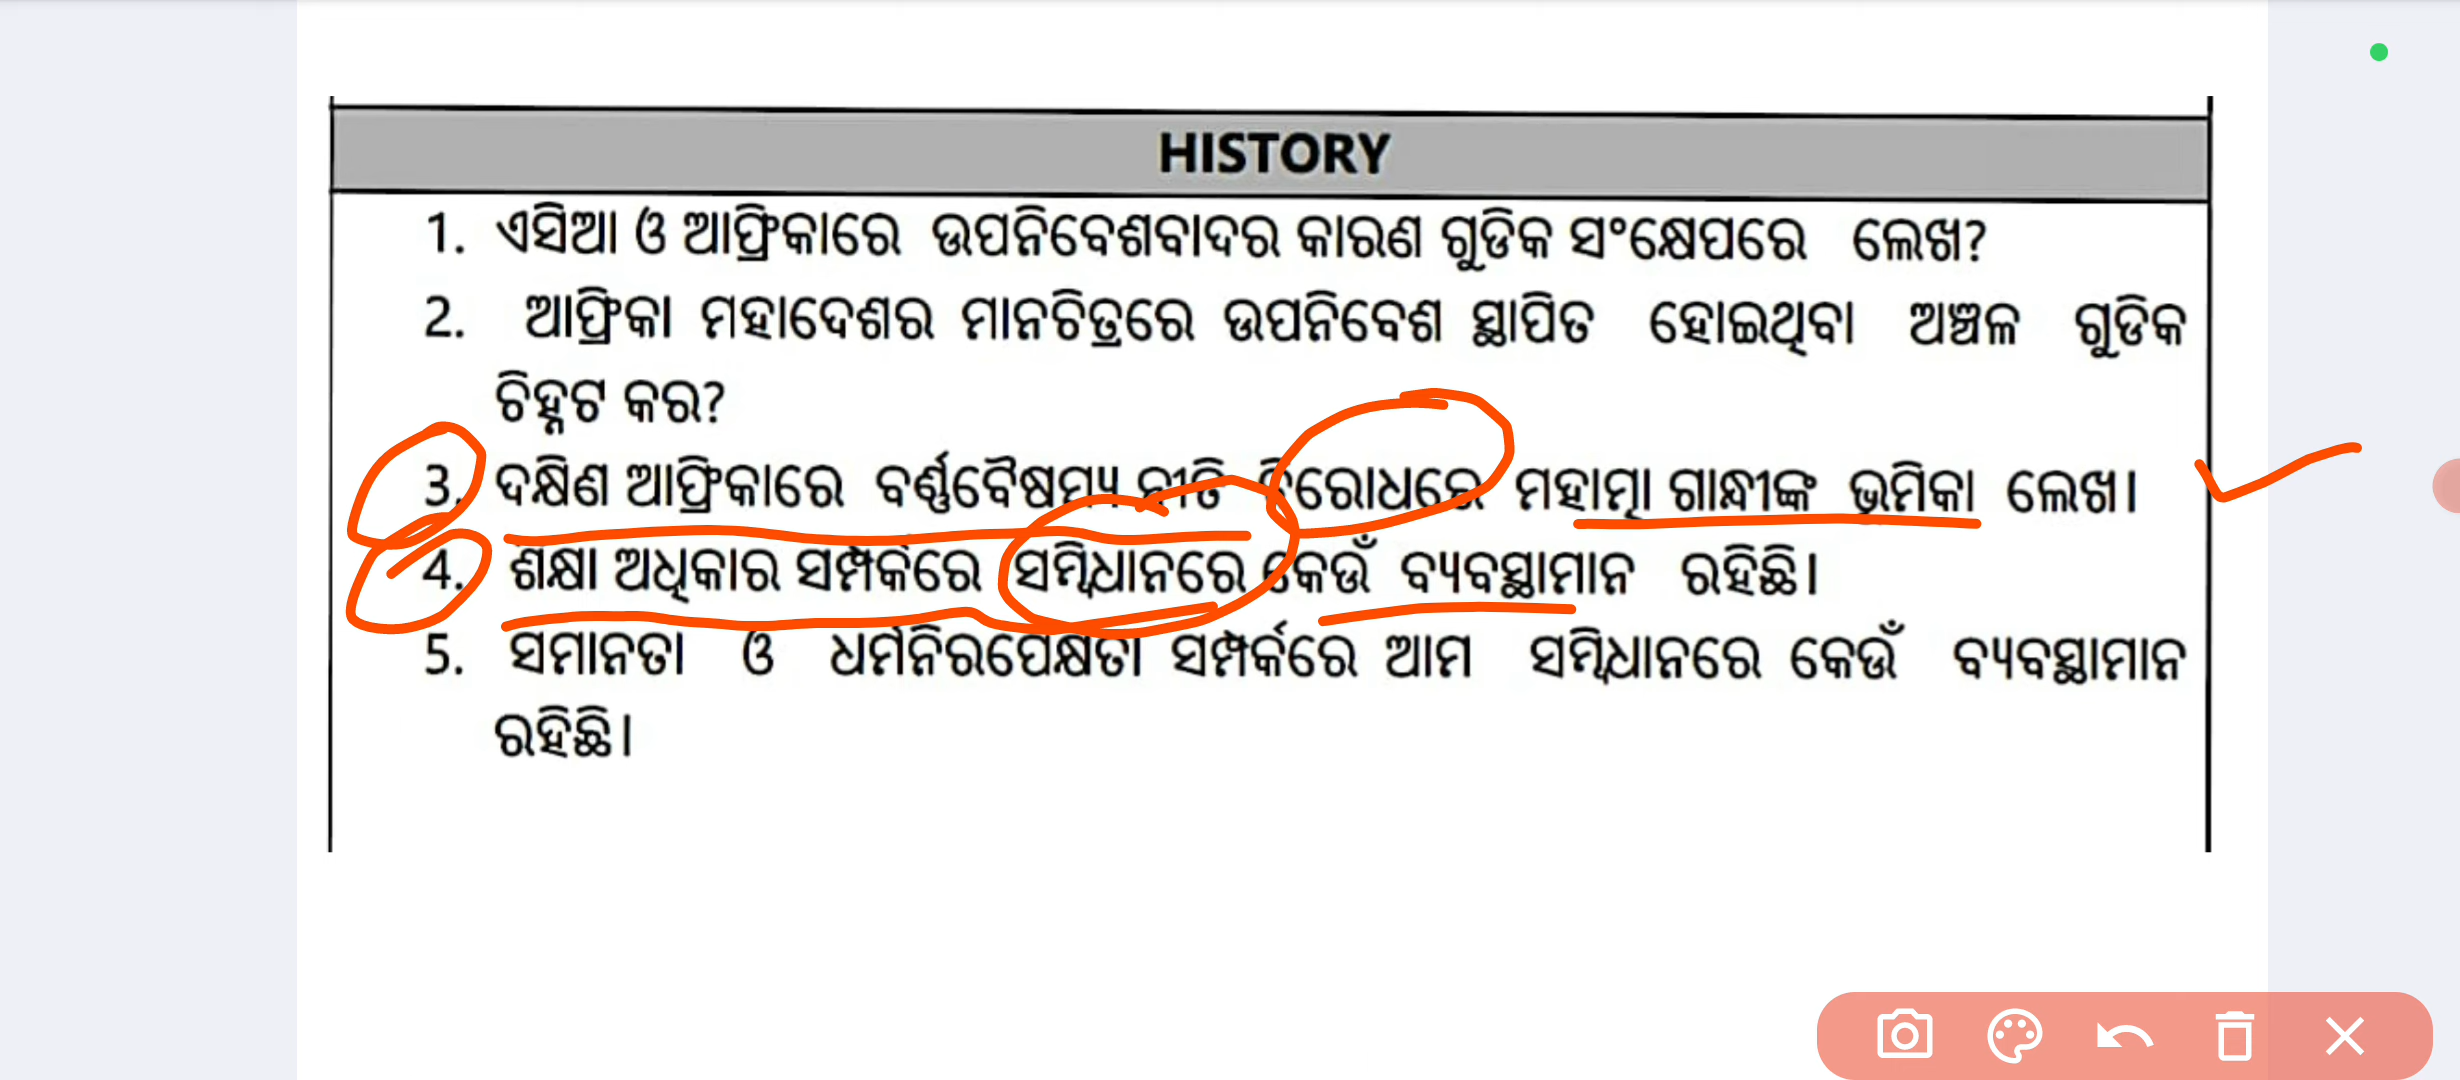 HISTORY
1. ଏସିଆ ଓ ଆଫ୍ରିକାରେ ଉପନିବେଶବାଦର କାରଣ ଗୁଡିକ ସଂକ୍ଷେପରେ ଲେଖ?
2. ଆଫ୍ରିକା ମହାଦେଶର ମାନଚିତ୍ରରେ ଉପନିବେଶ ସ୍ଥାପିତ ହୋଇଥିବା ଅଞ୍ଚଳ ଗୁଡିକ
ଚିହ୍ନଟ କର?
3. ଦକ୍ଷିଣ ଆଫ୍ରିକାରେ ବର୍ଣ୍ଣବୈଷମ୍ୟ ନୀତି ବିରୋଧରେ ମହାତ୍ମା ଗାନ୍ଧୀଙ୍କ ଭୂମିକା ଲେଖ।
4. ଶିକ୍ଷା ଅଧିକାର ସମ୍ପର୍କରେ ସମ୍ବିଧାନରେ କେଉଁ ବ୍ୟବସ୍ଥାମାନ ରହିଛି।
5. ସମାନତା ଓ ଧର୍ମନିରପେକ୍ଷତା ସମ୍ପର୍କରେ ଆମ ସମ୍ବିଧାନରେ କେଉଁ ବ୍ୟବସ୍ଥାମାନ
ରହିଛି।